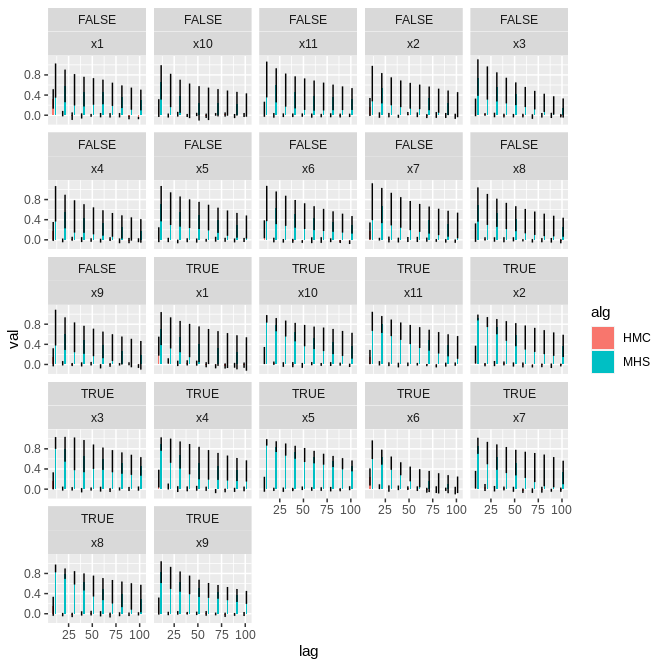 FALSE FALSE FALSE FALSE FALSE
x1 x10 x11 x2 x3
0.8
0.4
0.0
FALSE FALSE FALSE FALSE FALSE
x4 x5 x6 x7 x8
0.8
0.4
0.0
FALSE TRUE TRUE TRUE TRUE
x9 x1 x10 x11 x2
0.8
0.4
0.0
TRUE TRUE TRUE TRUE TRUE
x3 x4 x5 x6 x7
0.8
0.4
0.0
25 50 75 100 25 50 75 100 25 50 75 100
TRUE TRUE
x8 x9
0.8
0.4
0.0
25 50 75 100 25 50 75 100
lag
val
alg
HMC
MHS